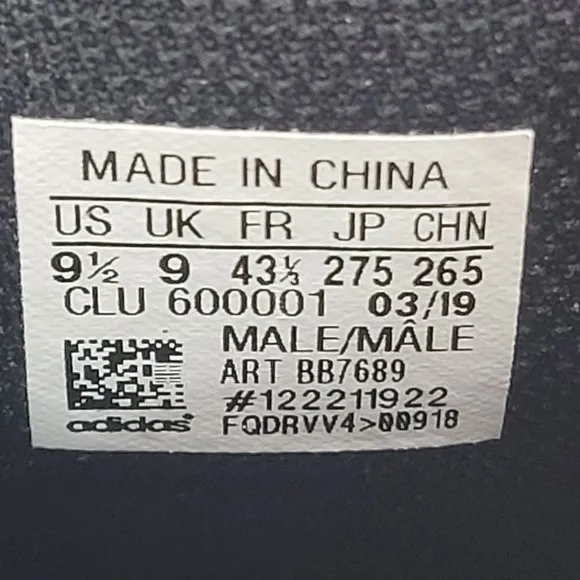 MADE IN CHINA
US UK FR JP CHN
9½ 9 43⅓ 275 265
CLU 600001 03/19
MALE/MÂLE
ART BB7689
#122211922
adidas FQDRVV4>00918